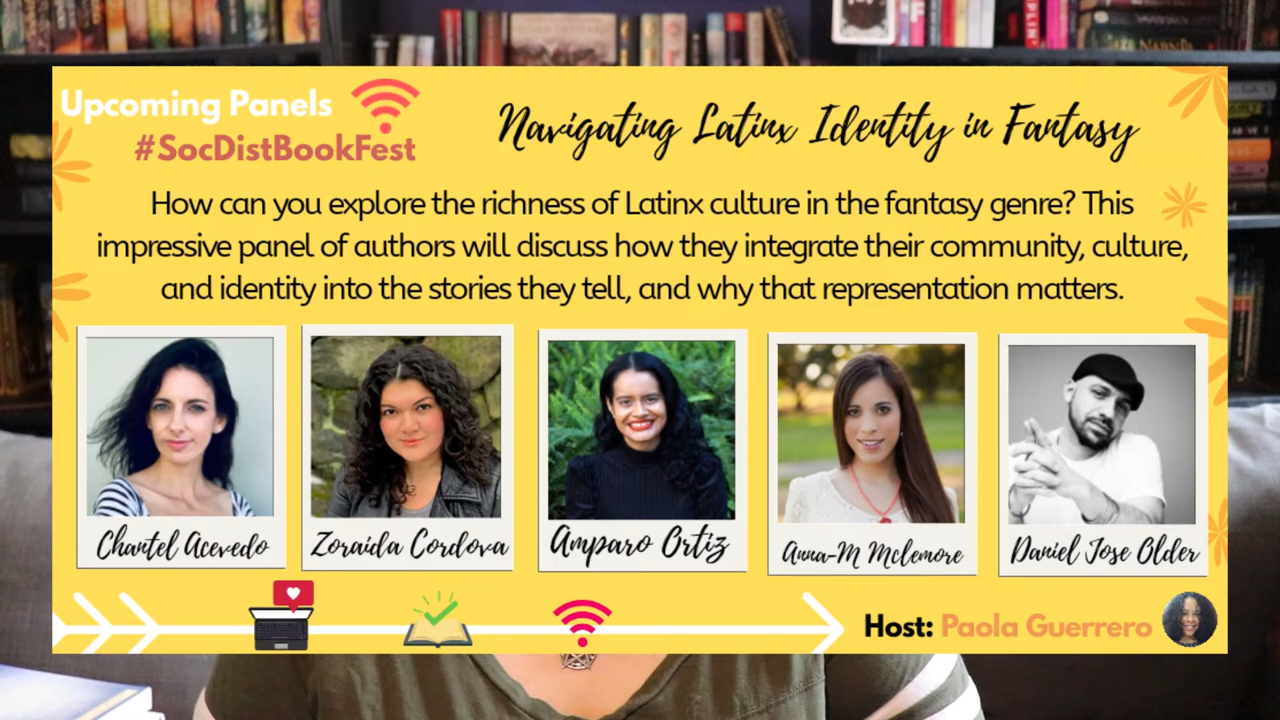 Upcoming Panels
#SocDistBookFest
Navigating Latinx Identity in Fantasy
How can you explore the richness of Latinx culture in the fantasy genre? This
impressive panel of authors will discuss how they integrate their community, culture,
and identity into the stories they tell, and why that representation matters.
Chantel Acevedo
Zoraida Cordova
Amparo Ortiz
Anna-M Mclemore
Daniel Jose Older
Host: Paola Guerrero
NARNIA